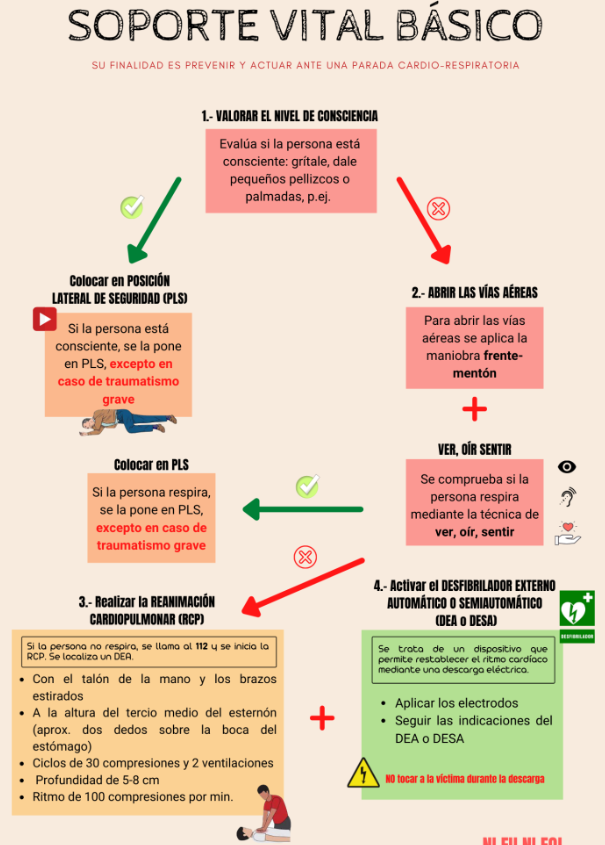 SOPORTE VITAL BÁSICO
SU FINALIDAD ES PREVENIR Y ACTUAR ANTE UNA PARADA CARDIO-RESPIRATORIA
1.- VALORAR EL NIVEL DE CONSCIENCIA
Evalúa si la persona está
consciente: grítale, dale
pequeños pellizcos o
palmadas, p.ej.
Colocar en POSICIÓN
LATERAL DE SEGURIDAD (PLS)
Si la persona está
consciente, se la pone
en PLS, excepto en
caso de traumatismo
grave
2.- ABRIR LAS VÍAS AÉREAS
Para abrir las vías
aéreas se aplica la
maniobra frente-
mentón
VER, OÍR SENTIR
Se comprueba si la
persona respira
mediante la técnica de
ver, oír, sentir
Colocar en PLS
Si la persona respira,
se la pone en PLS,
excepto en caso de
traumatismo grave
3.- Realizar la REANIMACIÓN
CARDIOPULMONAR (RCP)
Si la persona no respira, se llama al 112 y se inicia la
RCP. Se localiza un DEA.
• Con el talón de la mano y los brazos
estirados
• A la altura del tercio medio del esternón
(aprox. dos dedos sobre la boca del
estómago)
• Ciclos de 30 compresiones y 2 ventilaciones
• Profundidad de 5-8 cm
• Ritmo de 100 compresiones por min.
4.- Activar el DESFIBRILADOR EXTERNO
AUTOMÁTICO O SEMIAUTOMÁTICO
(DEA o DESA)
DESFIBRILADOR
Se trata de un dispositivo que
permite restablecer el ritmo cardíaco
mediante una descarga eléctrica.
• Aplicar los electrodos
• Seguir las indicaciones del
DEA o DESA
NO tocar a la víctima durante la descarga